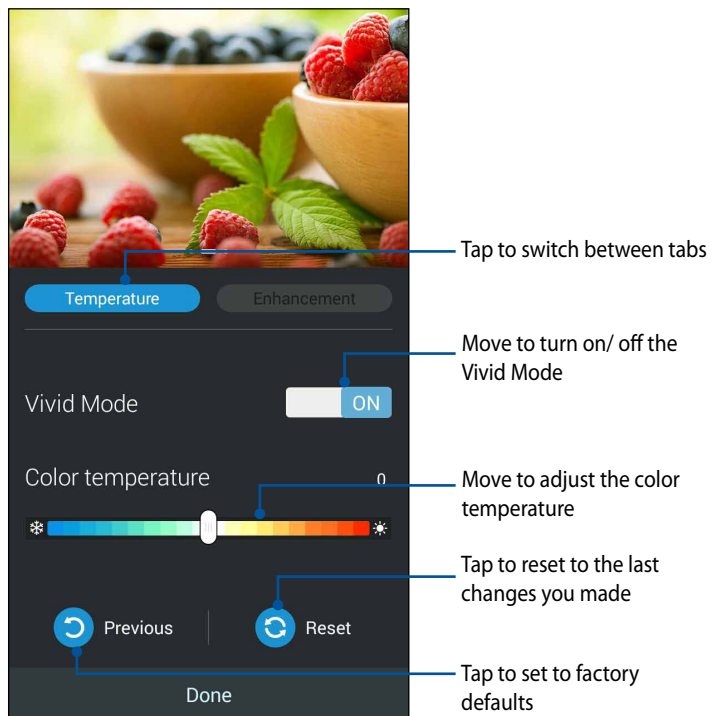 Tap to switch between tabs
Temperature
Enhancement
Move to turn on/ off the
Vivid Mode
Vivid Mode
ON
Color temperature
0
Move to adjust the color
temperature
Tap to reset to the last
changes you made
Previous
Reset
Tap to set to factory
defaults
Done